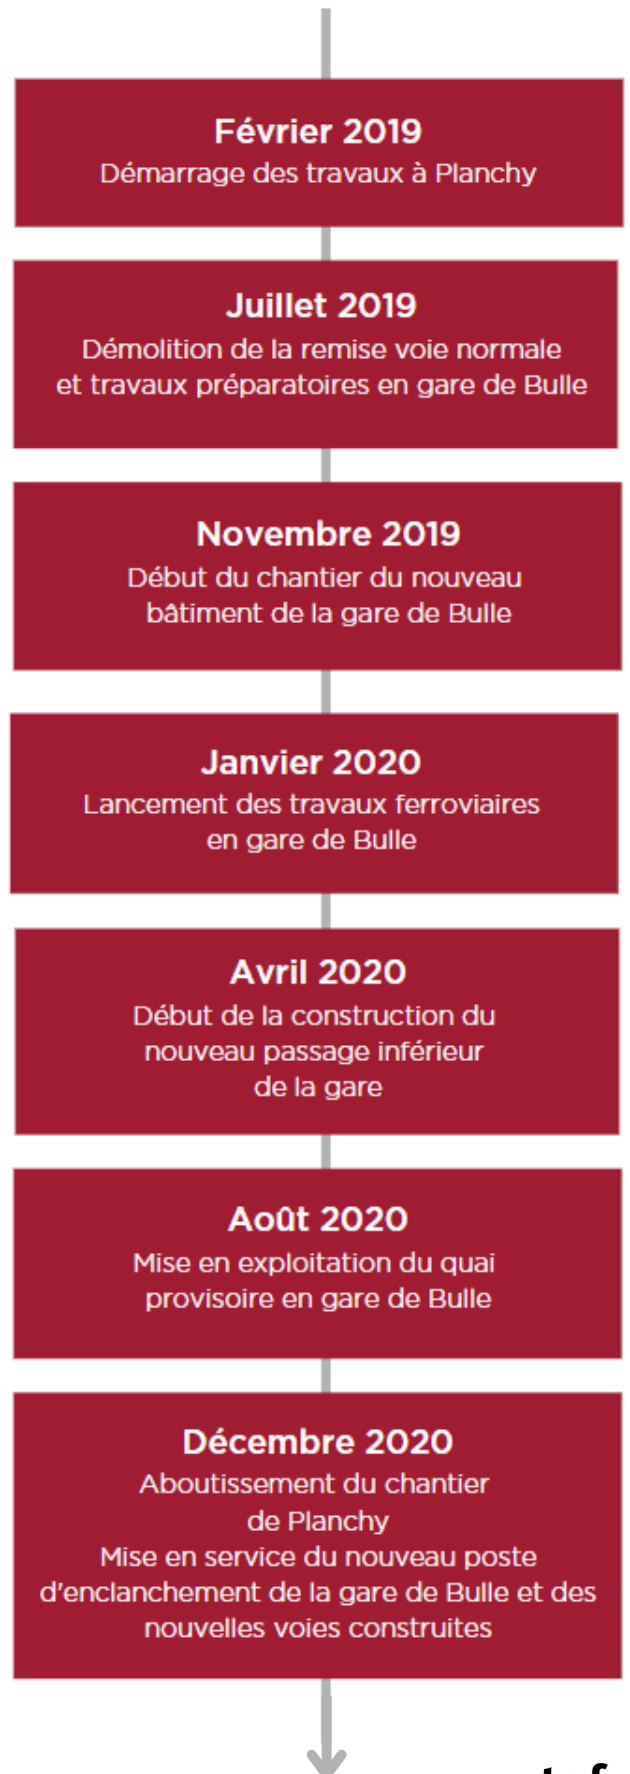 Février 2019
Démarrage des travaux à Planchy
Juillet 2019
Démolition de la remise voie normale
et travaux préparatoires en gare de Bulle
Novembre 2019
Début du chantier du nouveau
bâtiment de la gare de Bulle
Janvier 2020
Lancement des travaux ferroviaires
en gare de Bulle
Avril 2020
Début de la construction du
nouveau passage inférieur
de la gare
Août 2020
Mise en exploitation du quai
provisoire en gare de Bulle
Décembre 2020
Aboutissement du chantier
de Planchy
Mise en service du nouveau poste
d'enclanchement de la gare de Bulle et des
nouvelles voies construites